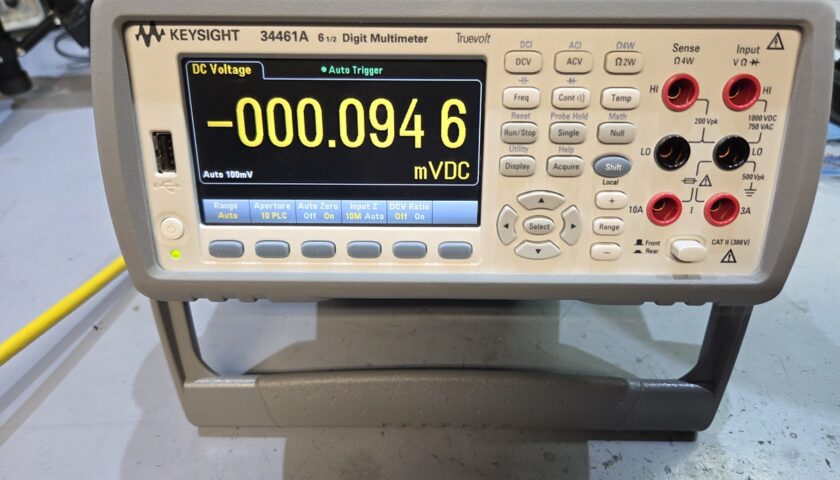 KEYSIGHT 34461A 6 1/2 Digit Multimeter Truevolt
DC Voltage
Auto Trigger
-000.094 6
Auto 100mV
mVDC
Range Aperture Auto Zero Input Z DCV Ratio
Auto 10 PLC Off On 10M Auto Off On
DCI ACI Ω4W
DCV ACV Ω2W
Freq Cont Temp
Reset Probe Hold Math
Run/Stop Single Null
Utility Help
Display Acquire Shift
Local
+
Select
Range
−
Sense
Ω 4W
Input
V Ω
HI
HI
200 Vpk
1000 VDC
750 VAC
LO
LO
500 Vpk
10A
I
3A
Front
Rear
CAT II (300V)